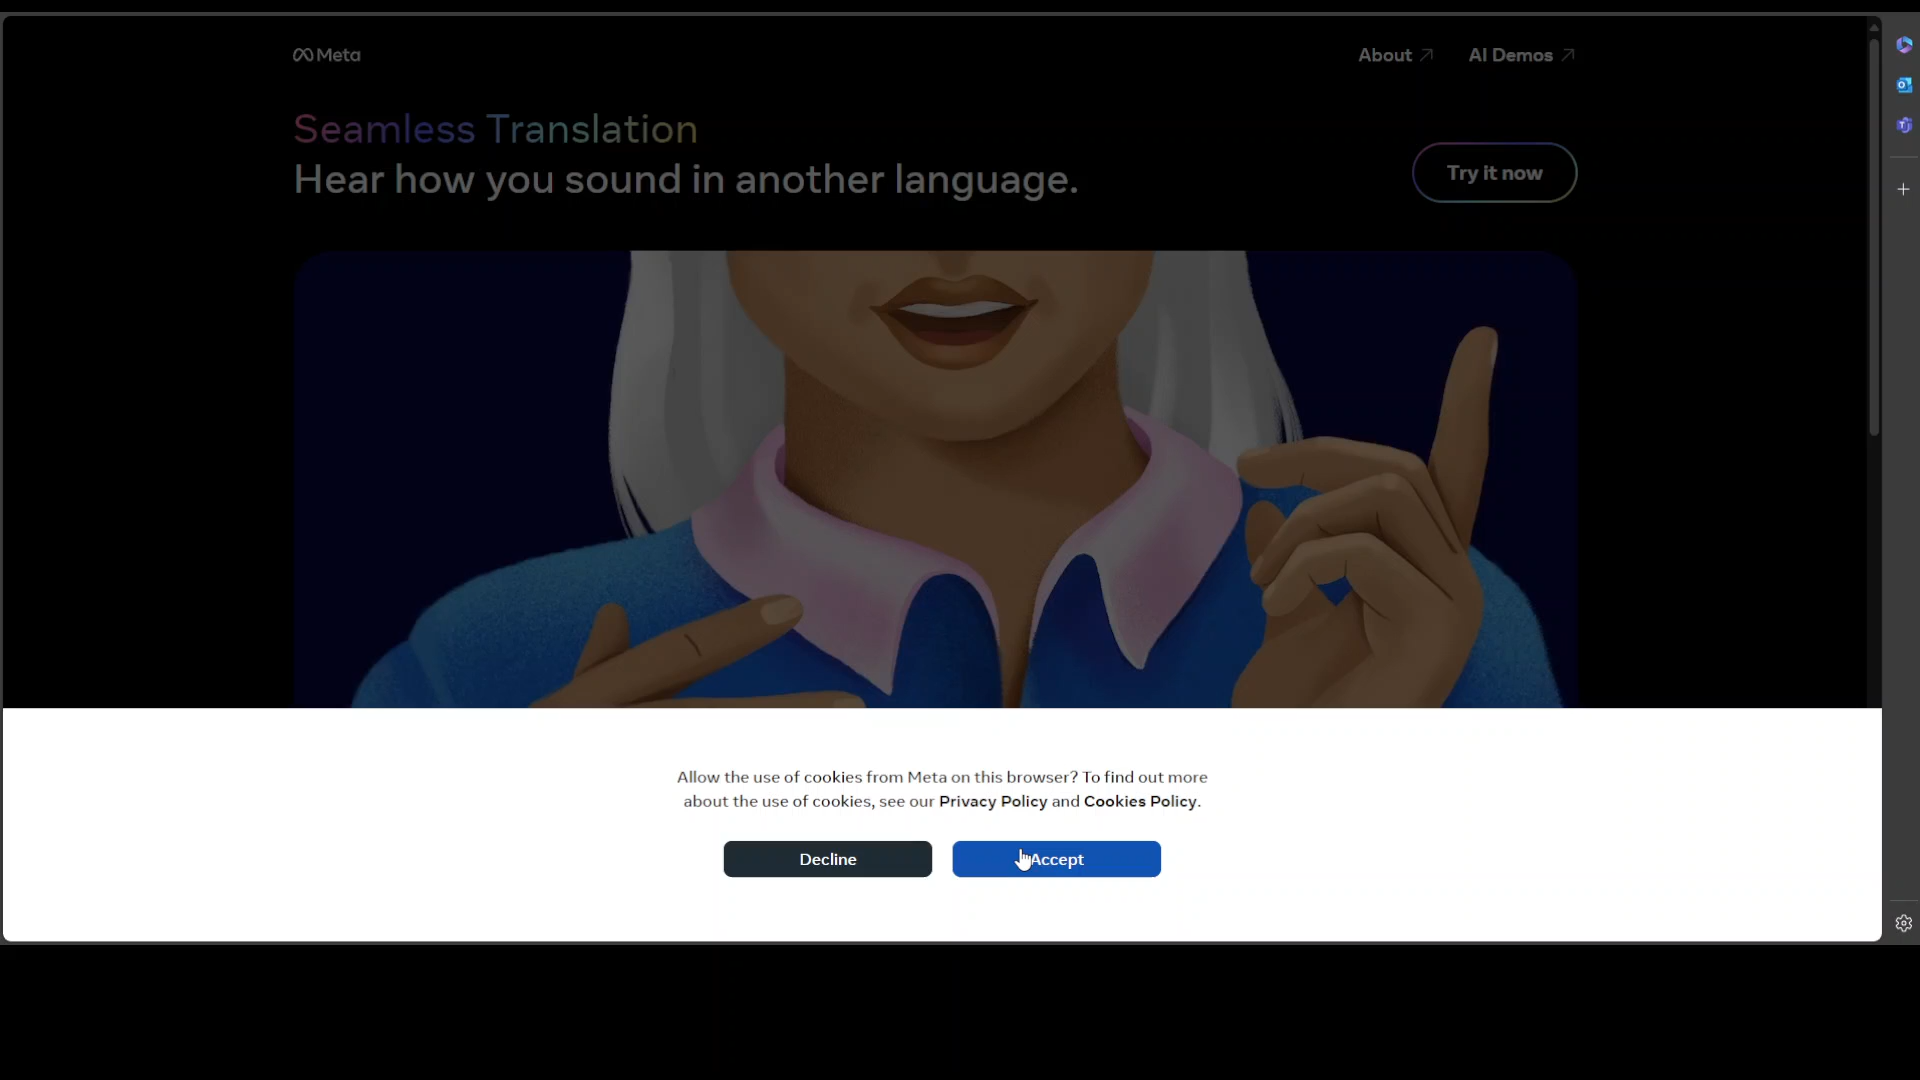 Meta
About
AI Demos
Seamless Translation
Hear how you sound in another language.
Try it now
Allow the use of cookies from Meta on this browser? To find out more
about the use of cookies, see our Privacy Policy and Cookies Policy.
Decline
Accept